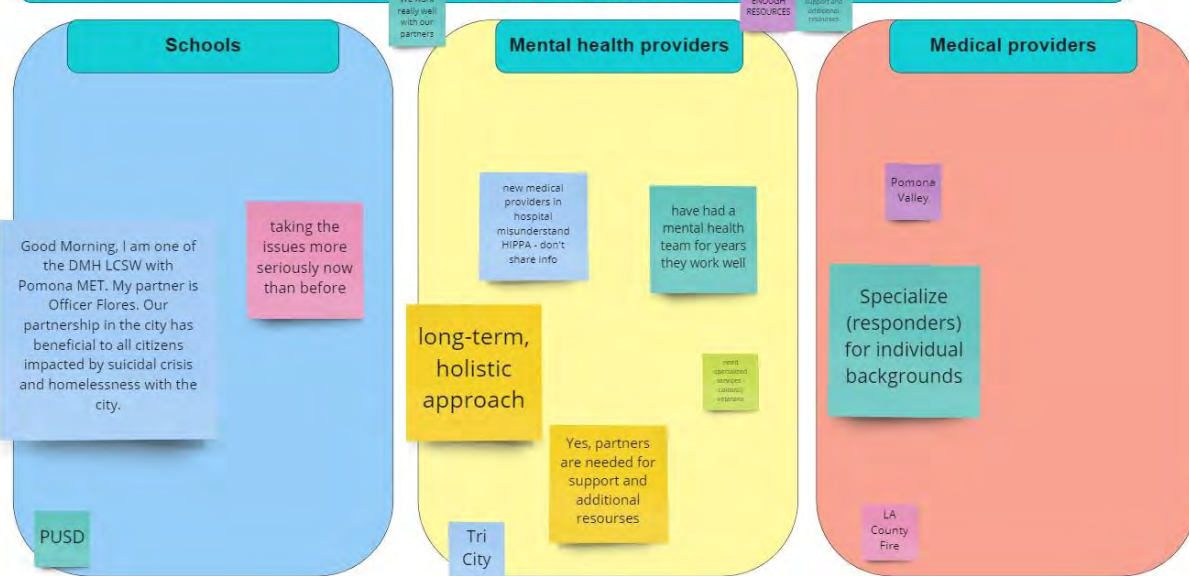 We work
really well
with our
partners
ENOUGH
RESOURCES
support and
additional
resourses
Schools
Mental health providers
Medical providers
Good Morning, I am one of
the DMH LCSW with
Pomona MET. My partner is
Officer Flores. Our
partnership in the city has
beneficial to all citizens
impacted by suicidal crisis
and homelessness with the
city.
taking the
issues more
seriously now
than before
PUSD
new medical
providers in
hospital
misunderstand
HIPPA - don't
share info
have had a
mental health
team for years
they work well
long-term,
holistic
approach
need
specialized
services -
veterans
Yes, partners
are needed for
support and
additional
resourses
Tri
City
Pomona
Valley
Specialize
(responders)
for individual
backgrounds
LA
County
Fire